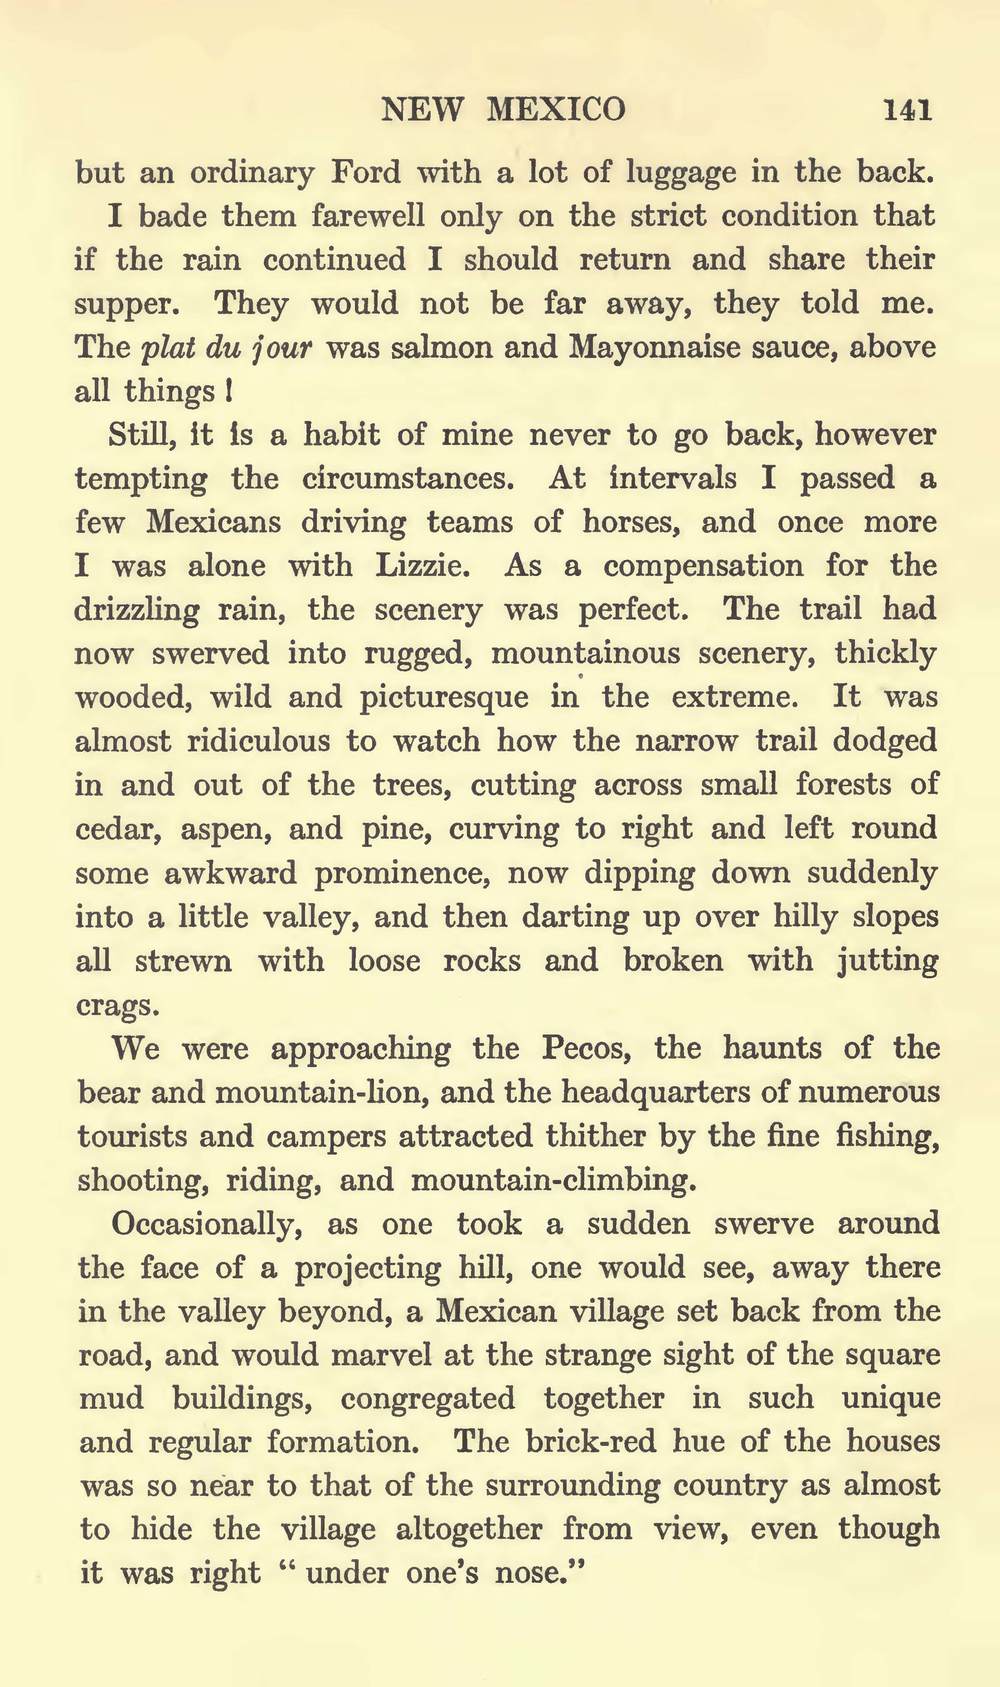 NEW MEXICO 141
but an ordinary Ford with a lot of luggage in the back.
I bade them farewell only on the strict condition that
if the rain continued I should return and share their
supper. They would not be far away, they told me.
The plat du jour was salmon and Mayonnaise sauce, above
all things !
Still, it is a habit of mine never to go back, however
tempting the circumstances. At intervals I passed a
few Mexicans driving teams of horses, and once more
I was alone with Lizzie. As a compensation for the
drizzling rain, the scenery was perfect. The trail had
now swerved into rugged, mountainous scenery, thickly
wooded, wild and picturesque in the extreme. It was
almost ridiculous to watch how the narrow trail dodged
in and out of the trees, cutting across small forests of
cedar, aspen, and pine, curving to right and left round
some awkward prominence, now dipping down suddenly
into a little valley, and then darting up over hilly slopes
all strewn with loose rocks and broken with jutting
crags.
We were approaching the Pecos, the haunts of the
bear and mountain-lion, and the headquarters of numerous
tourists and campers attracted thither by the fine fishing,
shooting, riding, and mountain-climbing.
Occasionally, as one took a sudden swerve around
the face of a projecting hill, one would see, away there
in the valley beyond, a Mexican village set back from the
road, and would marvel at the strange sight of the square
mud buildings, congregated together in such unique
and regular formation. The brick-red hue of the houses
was so near to that of the surrounding country as almost
to hide the village altogether from view, even though
it was right “ under one’s nose.”